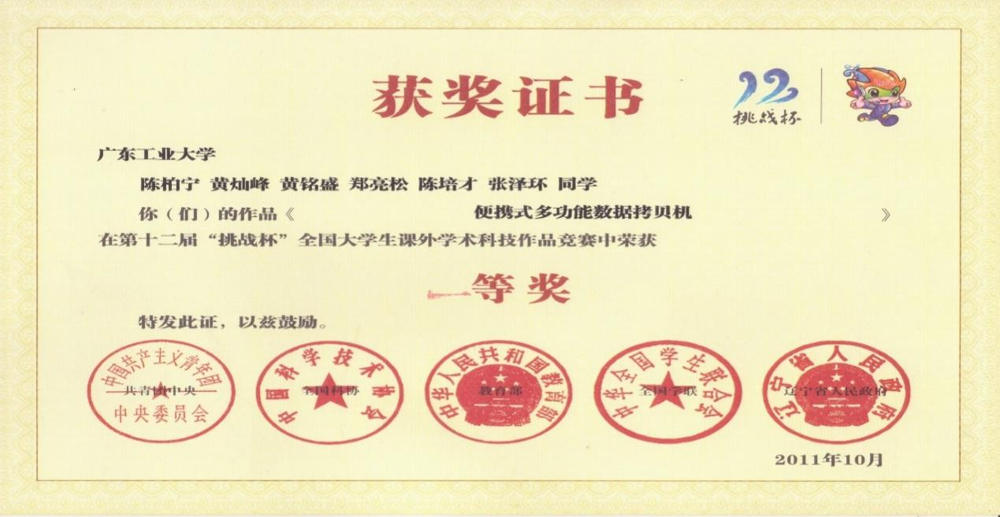 获奖证书
12
挑战杯
广东工业大学
陈柏宁 黄灿峰 黄铭盛 郑亮松 陈培才 张泽环 同学
你（们）的作品《 便携式多功能数据拷贝机 》
在第十二届“挑战杯”全国大学生课外学术科技作品竞赛中荣获
一等奖
特发此证，以兹鼓励。
中国共产主义青年团
共青团中央
中央委员会
中国科学技术协会
全国科协
中华人民共和国教育部
教育部
中华全国学生联合会
全国学联
辽宁省人民政府
辽宁省人民政府
2011年10月